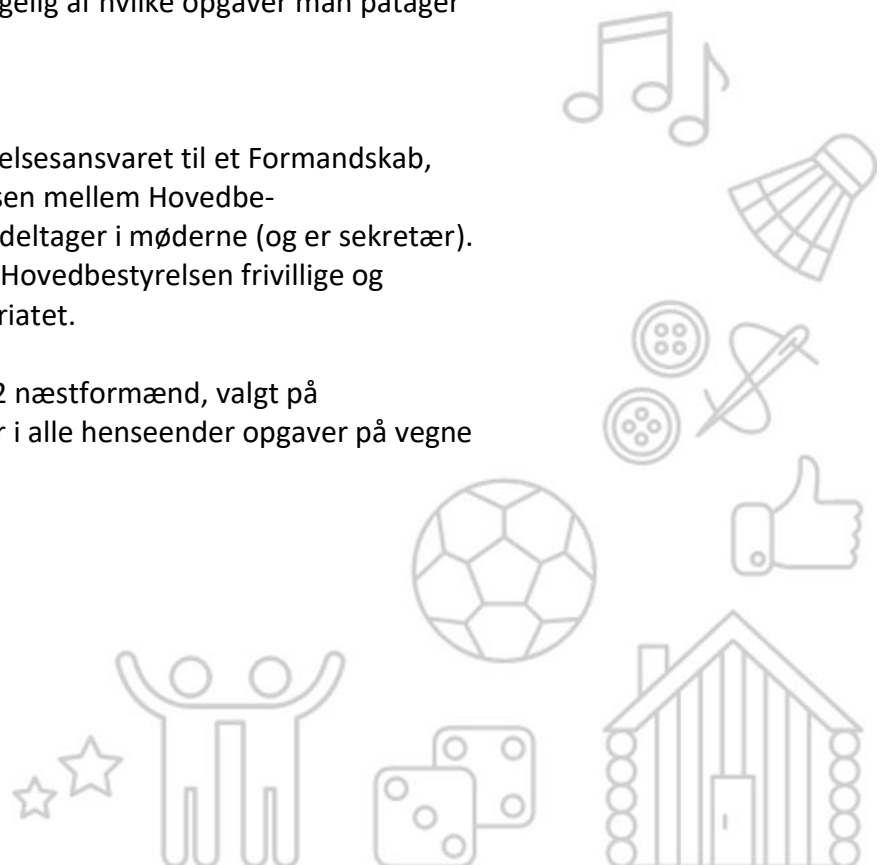 gelig af hvilke opgaver man påtager
elsesansvaret til et Formandskab,
sen mellem Hovedbe-
deltager i møderne (og er sekretær).
Hovedbestyrelsen frivillige og
riatet.
2 næstformænd, valgt på
r i alle henseender opgaver på vegne